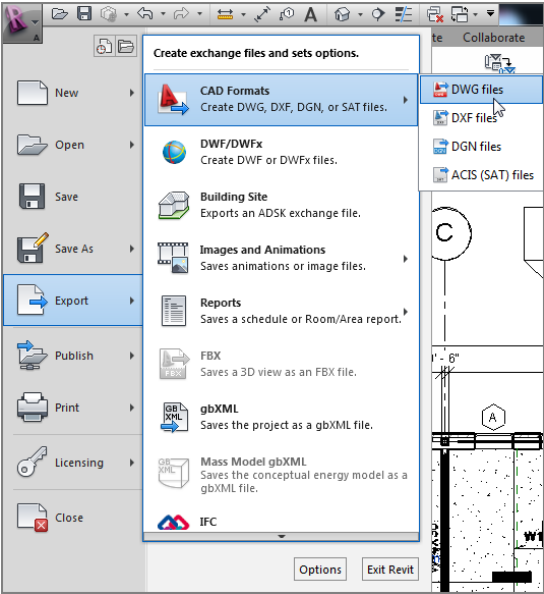 te Collaborate
Create exchange files and sets options.
New
Open
Save
Save As
Export
Publish
Print
Licensing
Close
CAD Formats
Create DWG, DXF, DGN, or SAT files.
DWF/DWFx
Create DWF or DWFx files.
Building Site
Exports an ADSK exchange file.
Images and Animations
Saves animations or image files.
Reports
Saves a schedule or Room/Area report.
FBX
FBX
Saves a 3D view as an FBX file.
GB
XML
gbXML
Saves the project as a gbXML file.
GB
XML
Mass Model gbXML
Saves the conceptual energy model as a
gbXML file.
IFC
DWG files
DXF files
DGN files
ACIS (SAT) files
C
' - 6"
A
W1
Options
Exit Revit